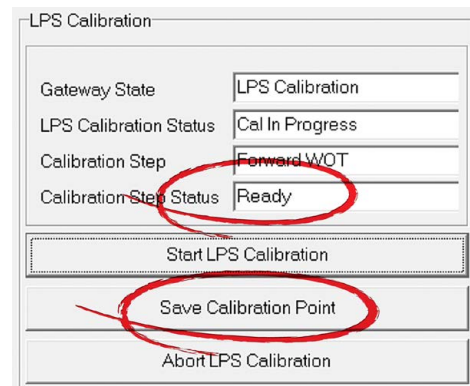 LPS Calibration
Gateway State LPS Calibration
LPS Calibration Status Cal In Progress
Calibration Step Forward WOT
Calibration Step Status Ready
Start LPS Calibration
Save Calibration Point
Abort LPS Calibration